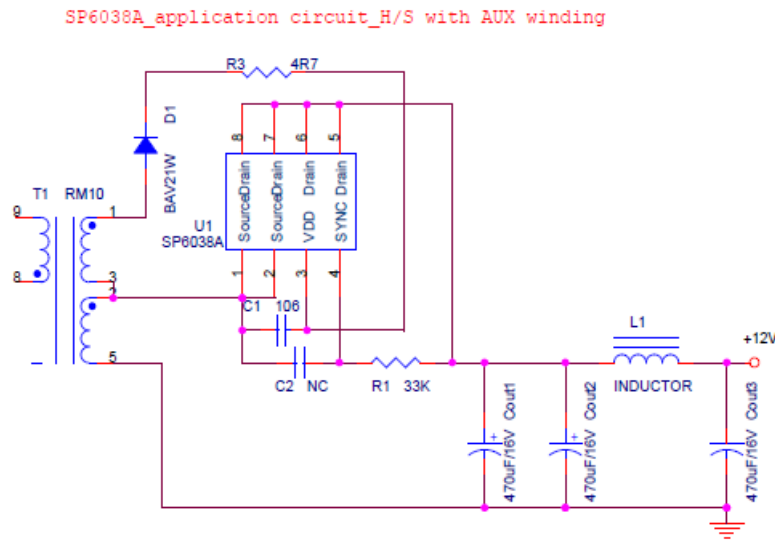 SP6038A_application circuit_H/S with AUX winding
R3 4R7
D1
BAV21W
8 7 6 5
T1 RM10
9 1
U1
SP6038A
SourceDrain
SourceDrain
VDD Drain
SYNC Drain
8 3
2
1 2 3 4
C1 106
L1
+12V
5
C2 NC R1 33K INDUCTOR
+ 470uF/16V Cout1
+ 470uF/16V Cout2
470uF/16V Cout3